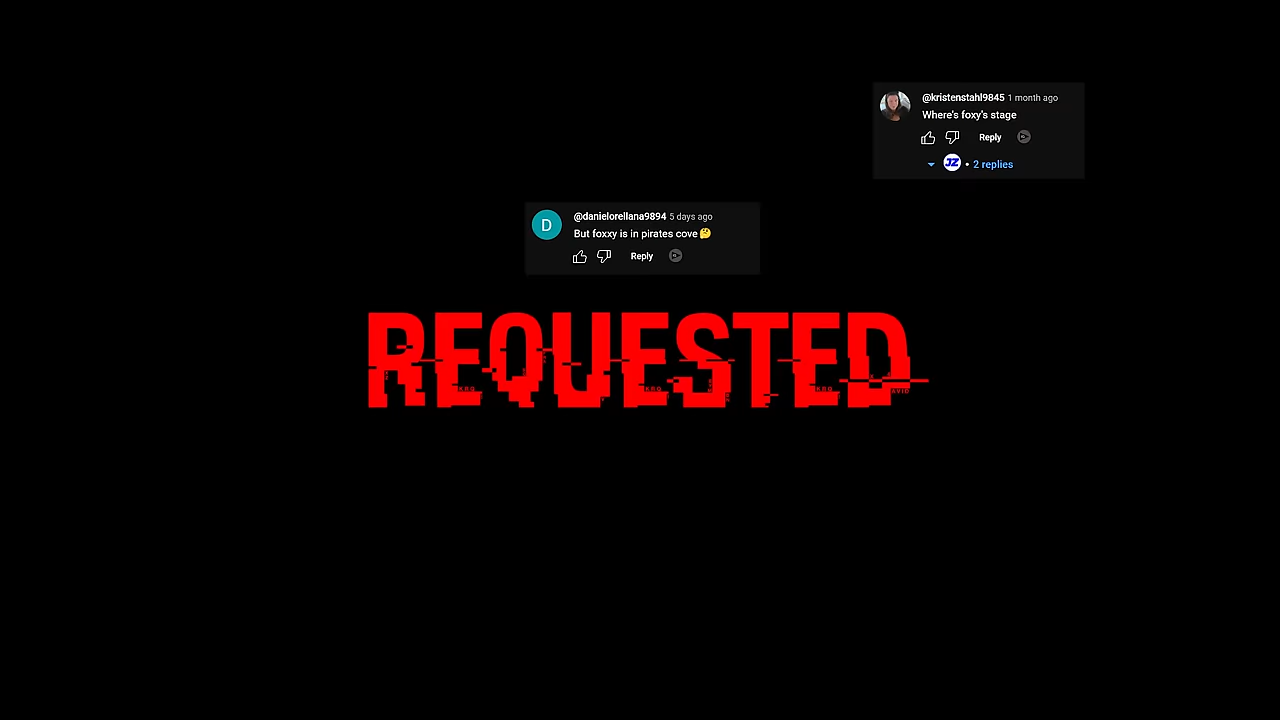 @kristenstahl9845 1 month ago
Where's foxy's stage
Reply
JZ • 2 replies
D
@danielorellana9894 5 days ago
But foxxy is in pirates cove🤔
Reply
REQUESTED